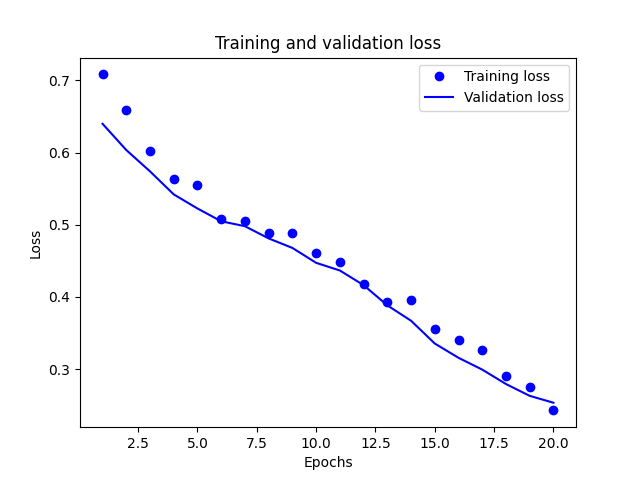 Training and validation loss
Training loss
Validation loss
0.7
0.6
0.5
0.4
0.3
Loss
2.5 5.0 7.5 10.0 12.5 15.0 17.5 20.0
Epochs